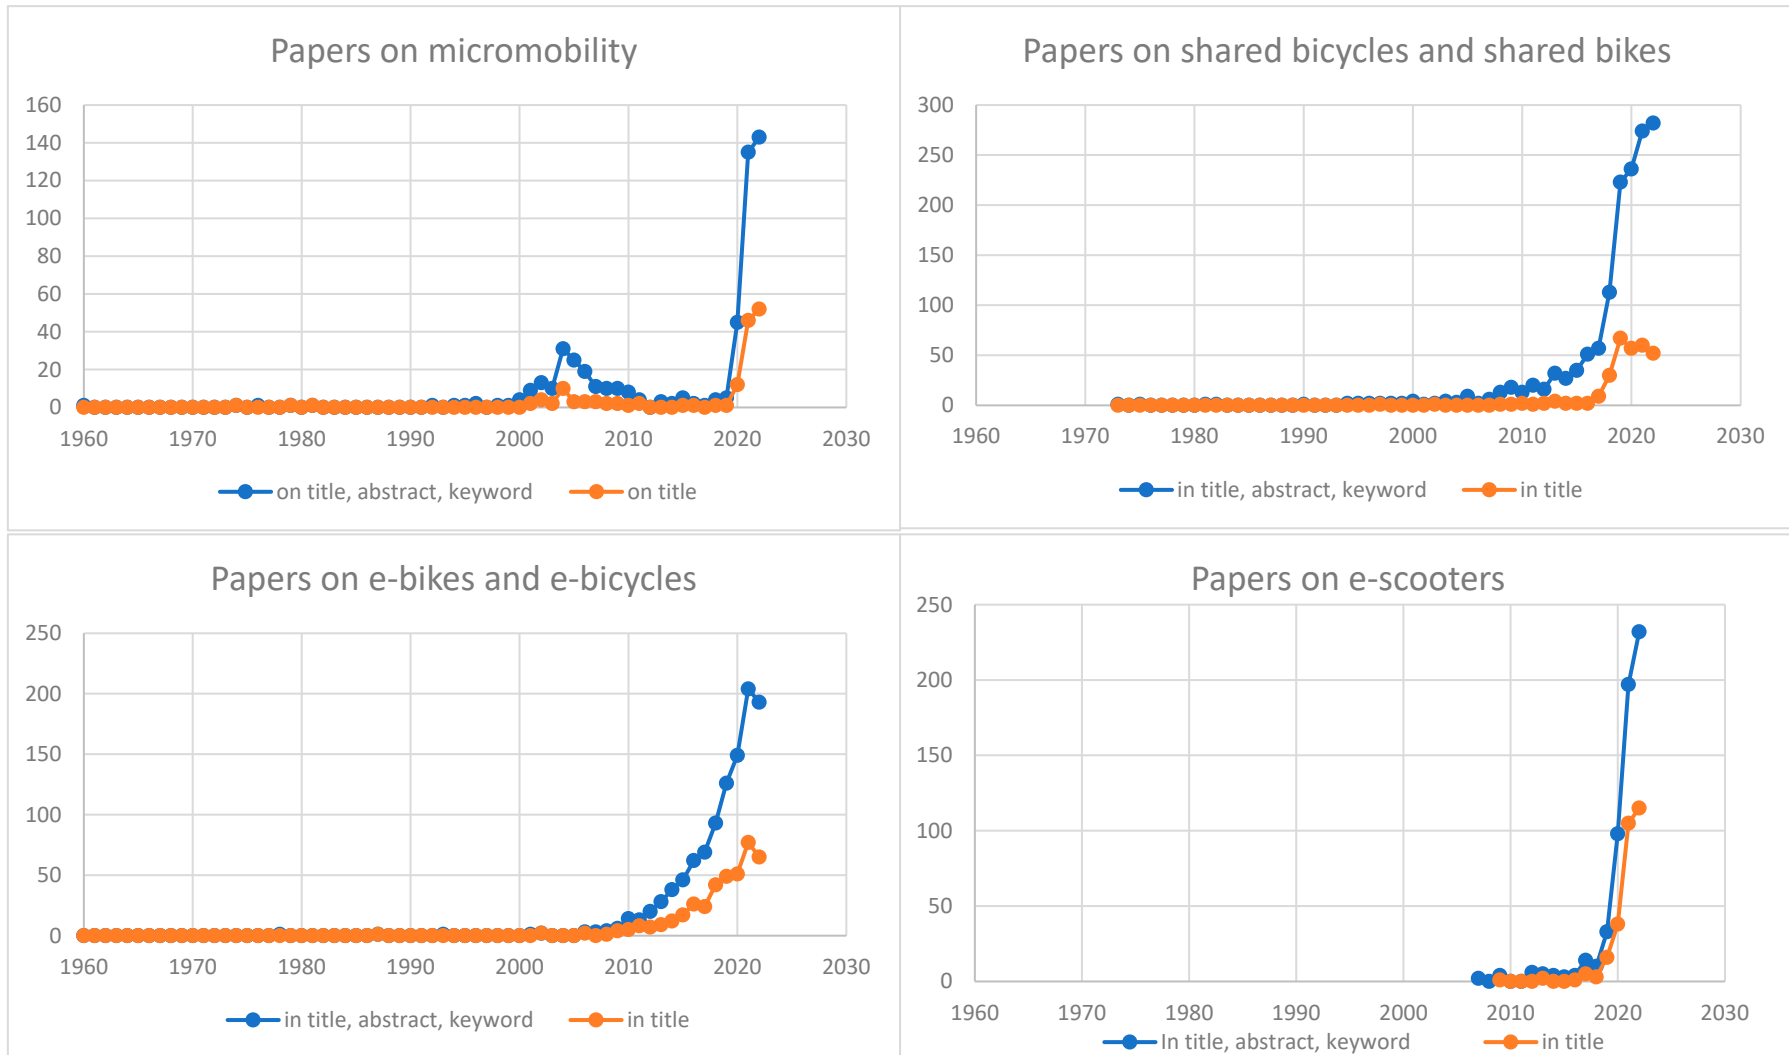 Papers on micromobility
160
140
120
100
80
60
40
20
0
1960 1970 1980 1990 2000 2010 2020 2030
on title, abstract, keyword on title
Papers on shared bicycles and shared bikes
300
250
200
150
100
50
0
1960 1970 1980 1990 2000 2010 2020 2030
in title, abstract, keyword in title
Papers on e-bikes and e-bicycles
250
200
150
100
50
0
1960 1970 1980 1990 2000 2010 2020 2030
in title, abstract, keyword in title
Papers on e-scooters
250
200
150
100
50
0
1960 1970 1980 1990 2000 2010 2020 2030
In title, abstract, keyword in title